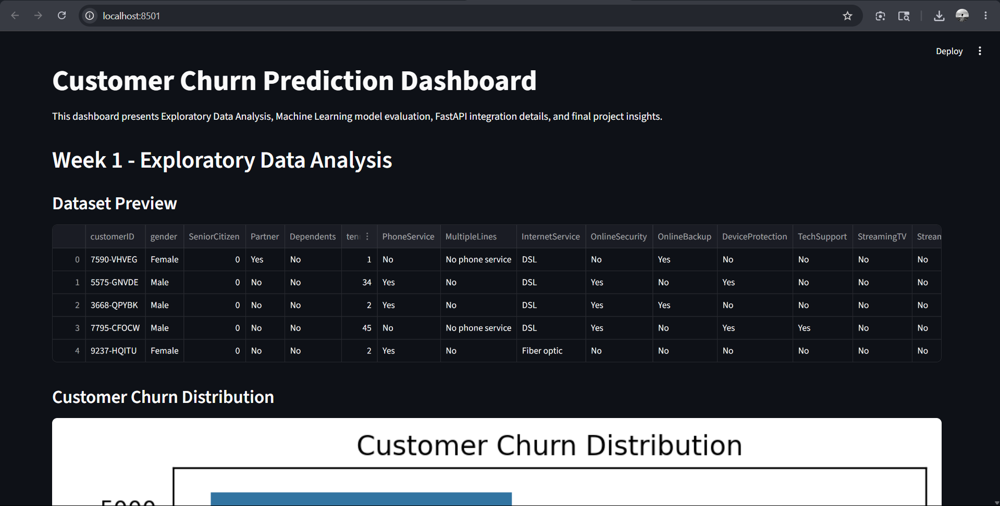 localhost:8501
Deploy
Customer Churn Prediction Dashboard
This dashboard presents Exploratory Data Analysis, Machine Learning model evaluation, FastAPI integration details, and final project insights.
Week 1 - Exploratory Data Analysis
Dataset Preview
customerID gender SeniorCitizen Partner Dependents ten PhoneService MultipleLines InternetService OnlineSecurity OnlineBackup DeviceProtection TechSupport StreamingTV Strean
0 7590-VHVEG Female 0 Yes No 1 No No phone service DSL No Yes No No No No
1 5575-GNVDE Male 0 No No 34 Yes No DSL Yes No Yes No No No
2 3668-QPYBK Male 0 No No 2 Yes No DSL Yes Yes No No No No
3 7795-CFOCW Male 0 No No 45 No No phone service DSL Yes No Yes Yes No No
4 9237-HQITU Female 0 No No 2 Yes No Fiber optic No No No No No No
Customer Churn Distribution
Customer Churn Distribution
5000